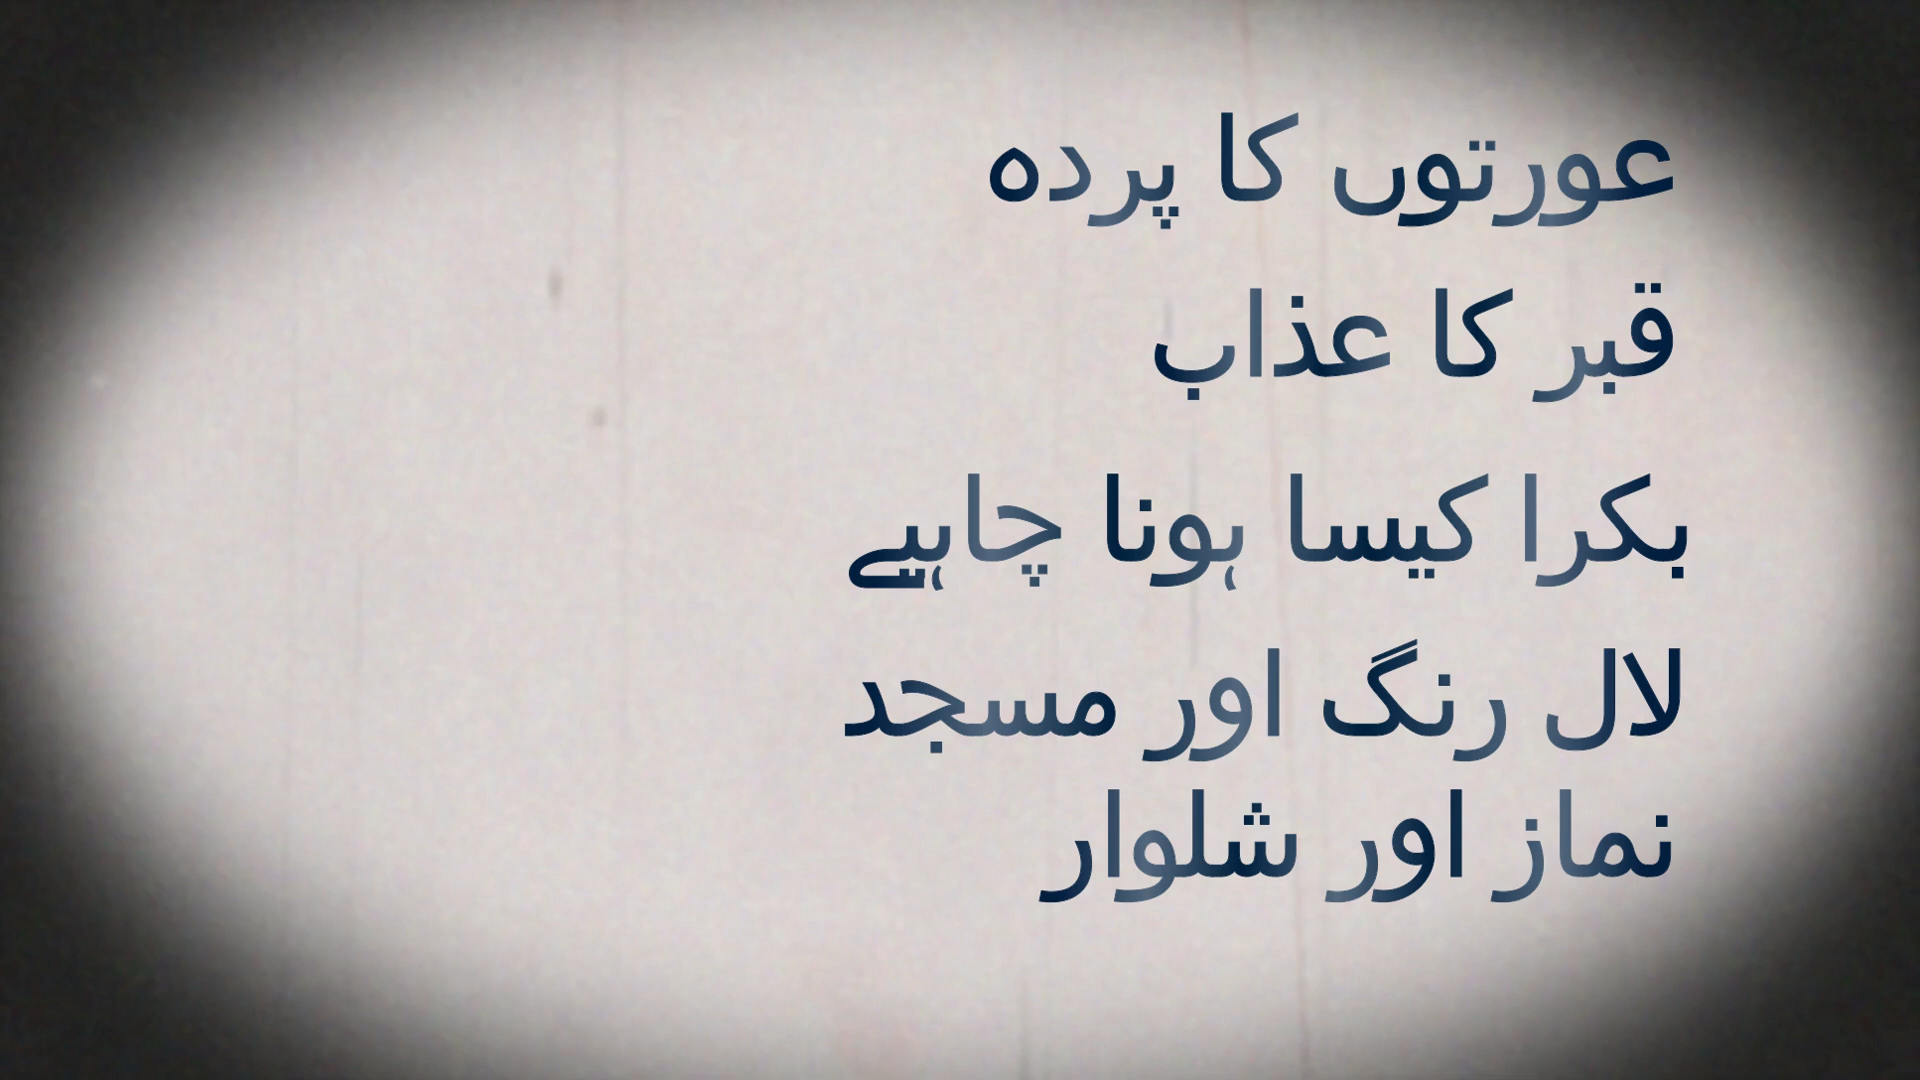 عورتوں کا پردہ
قبر کا عذاب
بکرا کیسا ہونا چاہیے
لال رنگ اور مسجد
نماز اور شلوار